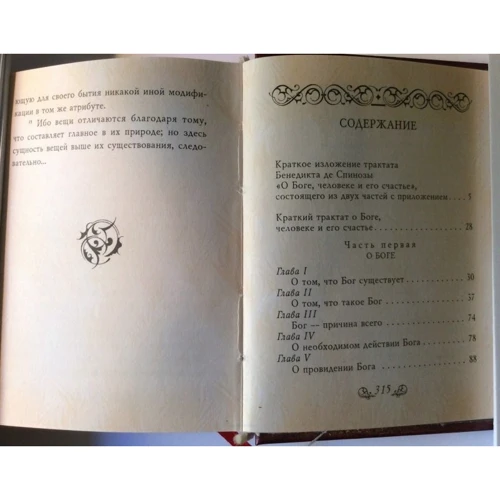 ющую для своего бытия никакой иной модифи-
кации в том же атрибуте.
Ибо вещи отличаются благодаря тому,
что составляет главное в их природе; но здесь
сущность вещей выше их существования, следо-
вательно...
СОДЕРЖАНИЕ
Краткое изложение трактата
Бенедикта де Спинозы
«О Боге, человеке и его счастье»,
состоящего из двух частей с приложением . . . . 3
Краткий трактат о Боге,
человеке и его счастье . . . . . . . . . . . . . . . . . . 28
Часть первая
О БОГЕ
Глава I
О том, что Бог существует . . . . . . . . . . . . 30
Глава II
О том, что такое Бог . . . . . . . . . . . . . . . . 37
Глава III
Бог — причина всего . . . . . . . . . . . . . . . . 74
Глава IV
О необходимом действии Бога . . . . . . . . . . 78
Глава V
О провидении Бога . . . . . . . . . . . . . . . . . 88
315